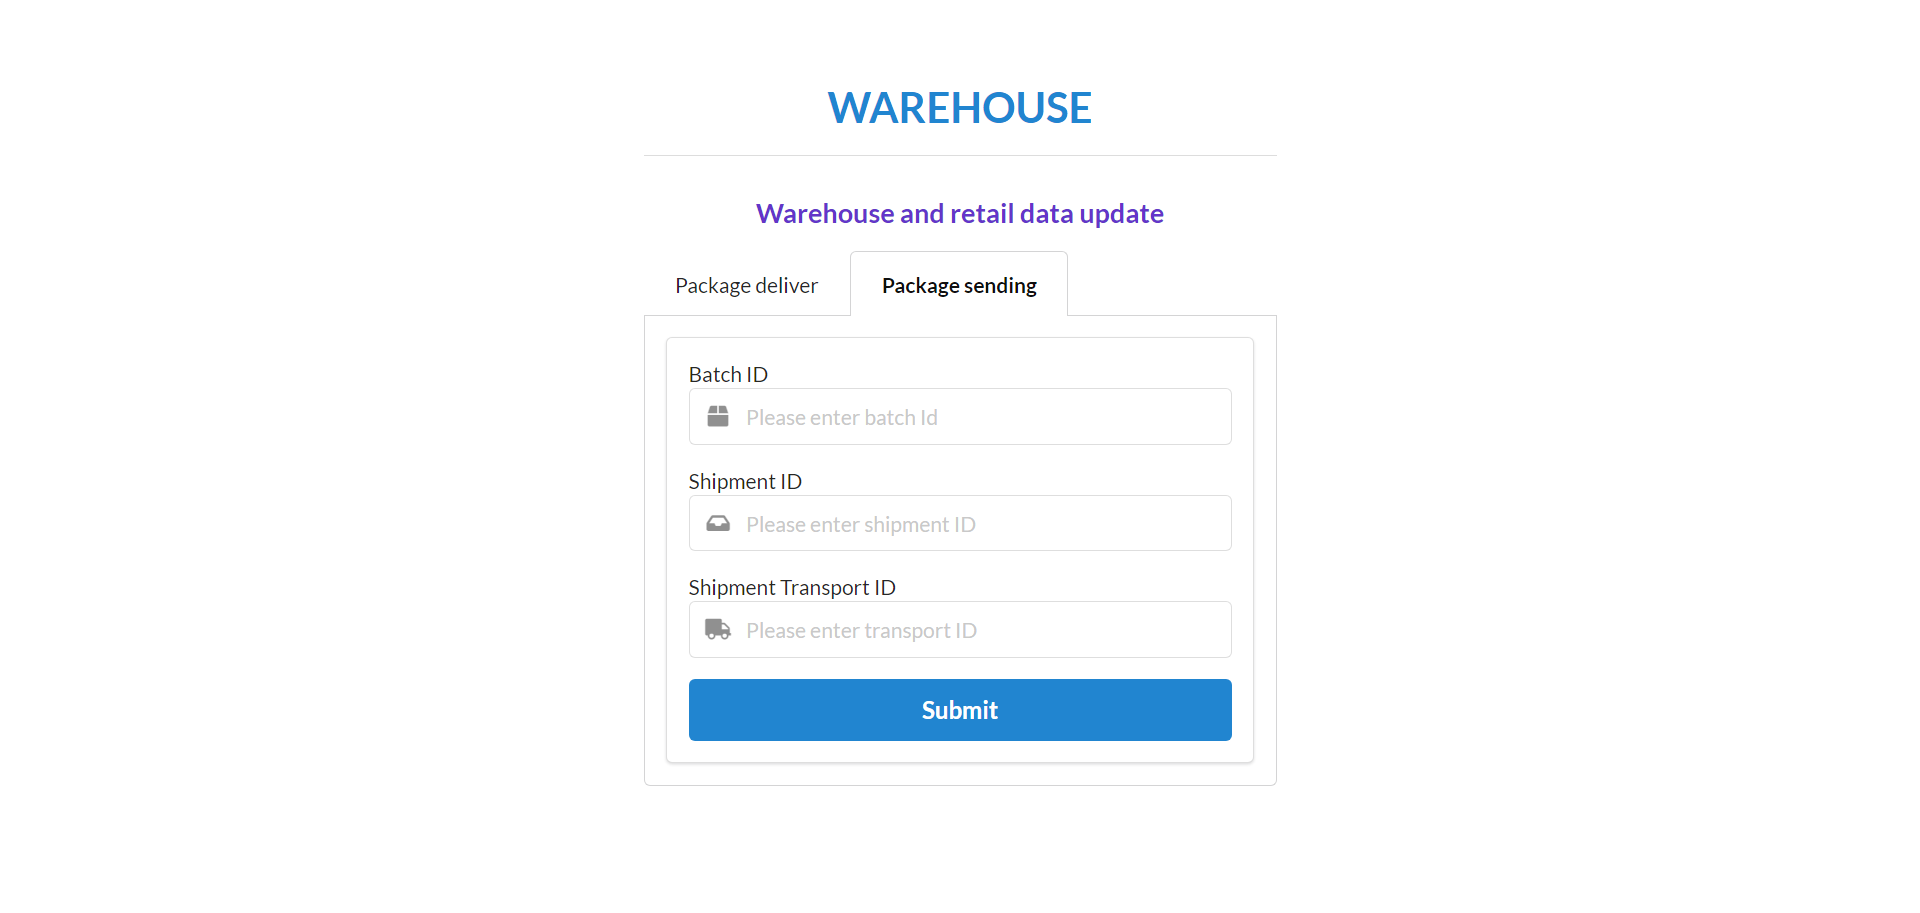 WAREHOUSE
Warehouse and retail data update
Package deliver
Package sending
Batch ID
Please enter batch Id
Shipment ID
Please enter shipment ID
Shipment Transport ID
Please enter transport ID
Submit